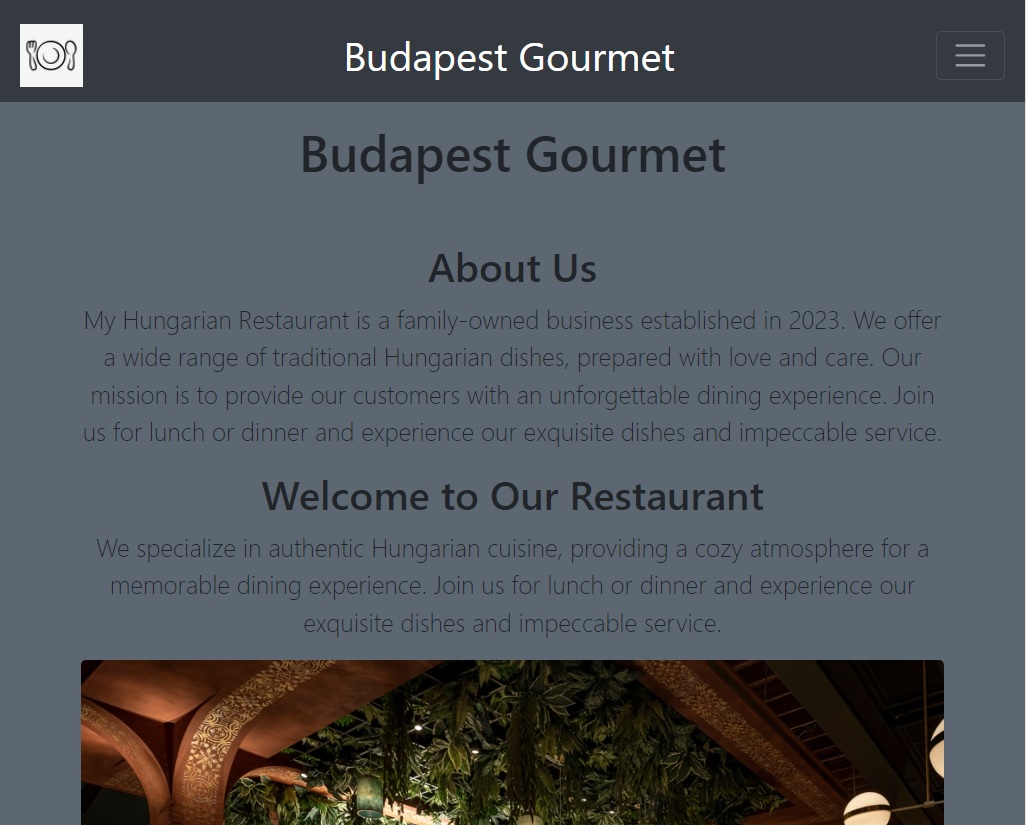 Budapest Gourmet
Budapest Gourmet
About Us
My Hungarian Restaurant is a family-owned business established in 2023. We offer
a wide range of traditional Hungarian dishes, prepared with love and care. Our
mission is to provide our customers with an unforgettable dining experience. Join
us for lunch or dinner and experience our exquisite dishes and impeccable service.
Welcome to Our Restaurant
We specialize in authentic Hungarian cuisine, providing a cozy atmosphere for a
memorable dining experience. Join us for lunch or dinner and experience our
exquisite dishes and impeccable service.